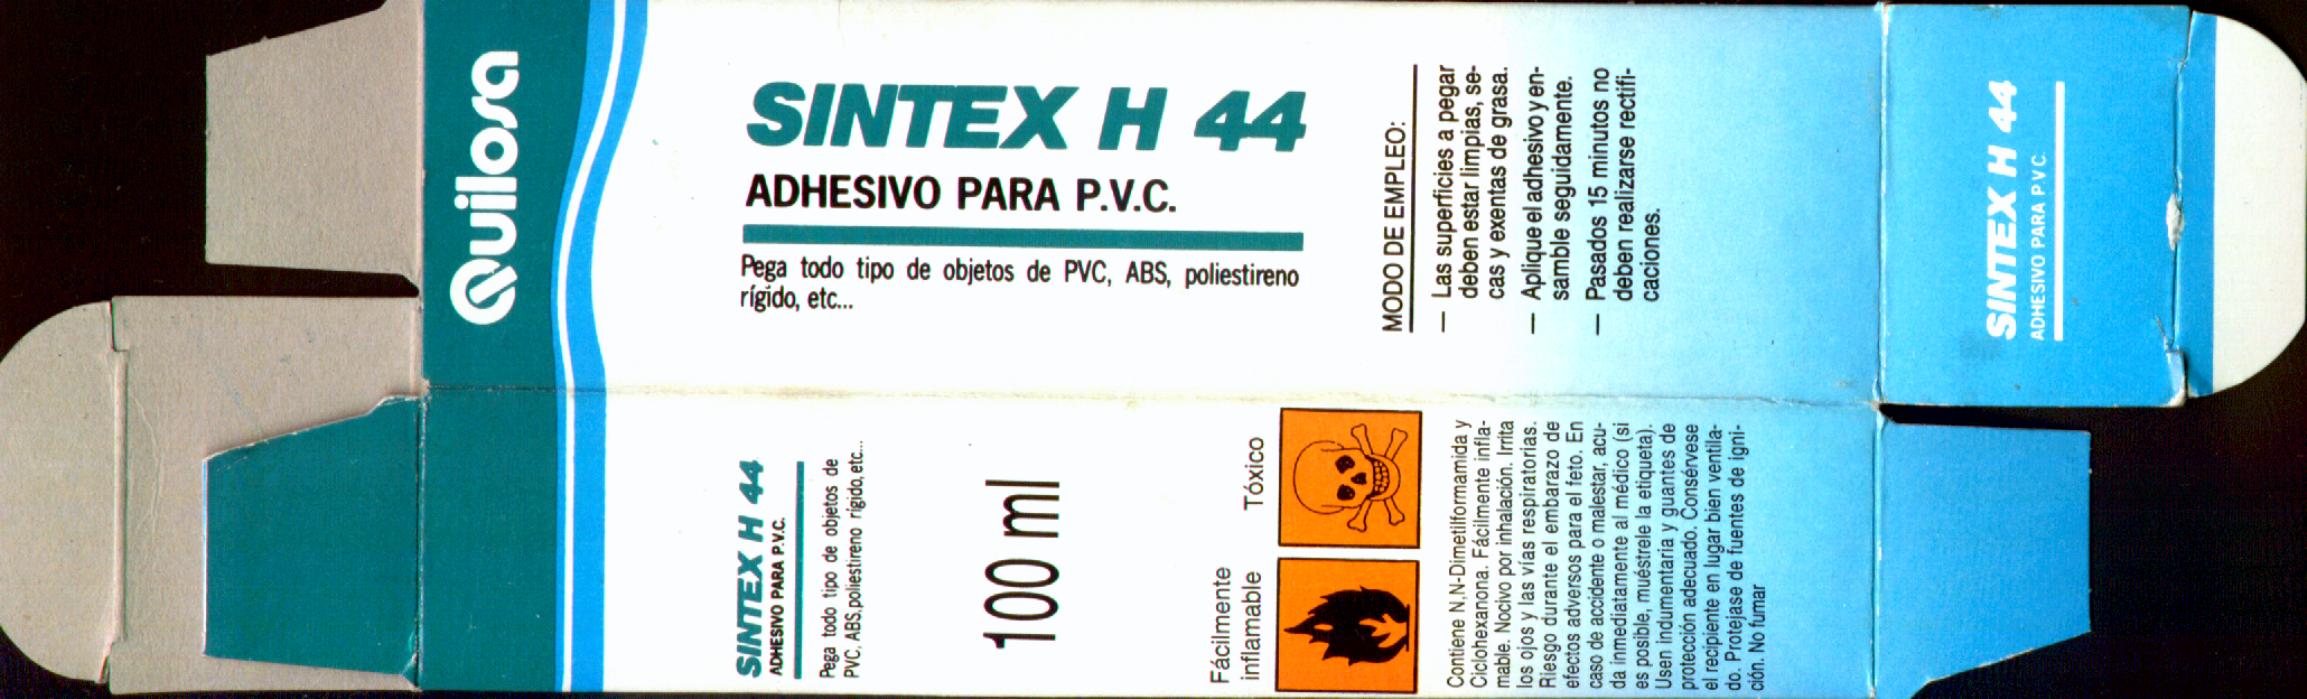 Quilosa
SINTEX H 44
ADHESIVO PARA P.V.C.
Pega todo tipo de objetos de PVC, ABS, poliestireno
rígido, etc...
MODO DE EMPLEO:
— Las superficies a pegar
deben estar limpias, se-
cas y exentas de grasa.
— Aplique el adhesivo y en-
samble seguidamente.
— Pasados 15 minutos no
deben realizarse rectifi-
caciones.
SINTEX H 44
ADHESIVO PARA P.V.C.
SINTEX H 44
ADHESIVO PARA P.V.C.
Pega todo tipo de objetos de
PVC, ABS, poliestireno rígido, etc...
100 ml
Fácilmente
inflamable
Tóxico
Contiene N,N-Dimetilformamida y
Ciclohexanona. Fácilmente infla-
mable. Nocivo por inhalación. Irrita
los ojos y las vías respiratorias.
Riesgo durante el embarazo de
efectos adversos para el feto. En
caso de accidente o malestar, acu-
da inmediatamente al médico (si
es posible, muéstrele la etiqueta).
Usen indumentaria y guantes de
protección adecuado. Consérvese
el recipiente en lugar bien ventila-
do. Protejase de fuentes de igni-
ción. No fumar